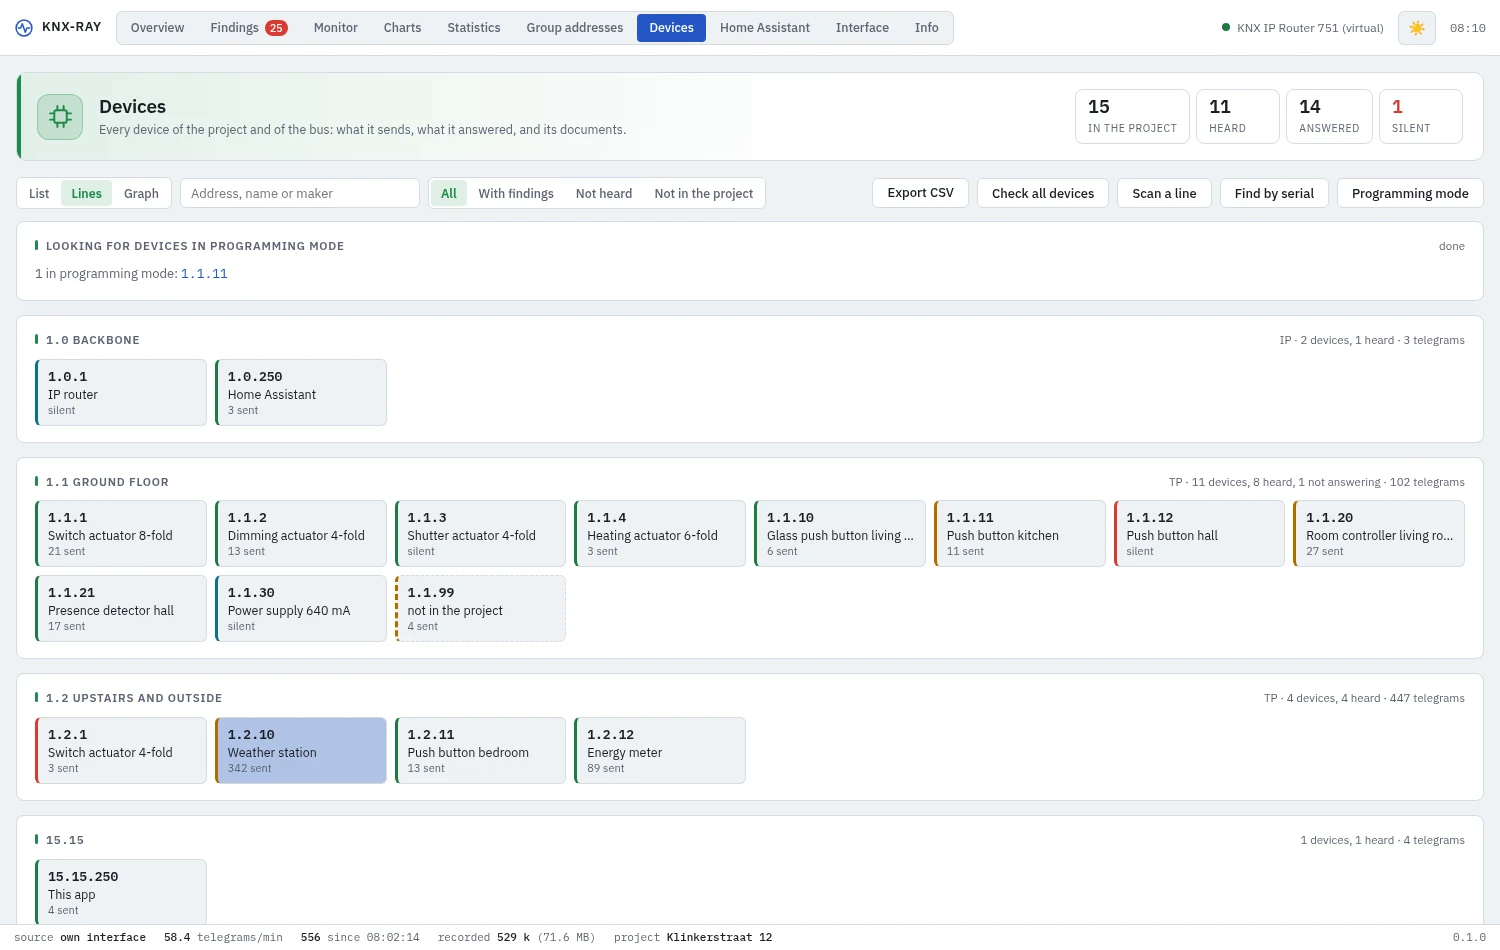 KNX-RAY
Overview
Findings 25
Monitor
Charts
Statistics
Group addresses
Devices
Home Assistant
Interface
Info
KNX IP Router 751 (virtual)
08:10
Devices
Every device of the project and of the bus: what it sends, what it answered, and its documents.
15
IN THE PROJECT
11
HEARD
14
ANSWERED
1
SILENT
List
Lines
Graph
Address, name or maker
All
With findings
Not heard
Not in the project
Export CSV
Check all devices
Scan a line
Find by serial
Programming mode
LOOKING FOR DEVICES IN PROGRAMMING MODE
done
1 in programming mode: 1.1.11
1.0 BACKBONE
IP · 2 devices, 1 heard · 3 telegrams
1.0.1
IP router
silent
1.0.250
Home Assistant
3 sent
1.1 GROUND FLOOR
TP · 11 devices, 8 heard, 1 not answering · 102 telegrams
1.1.1
Switch actuator 8-fold
21 sent
1.1.2
Dimming actuator 4-fold
13 sent
1.1.3
Shutter actuator 4-fold
silent
1.1.4
Heating actuator 6-fold
3 sent
1.1.10
Glass push button living ...
6 sent
1.1.11
Push button kitchen
11 sent
1.1.12
Push button hall
silent
1.1.20
Room controller living ro...
27 sent
1.1.21
Presence detector hall
17 sent
1.1.30
Power supply 640 mA
silent
1.1.99
not in the project
4 sent
1.2 UPSTAIRS AND OUTSIDE
TP · 4 devices, 4 heard · 447 telegrams
1.2.1
Switch actuator 4-fold
3 sent
1.2.10
Weather station
342 sent
1.2.11
Push button bedroom
13 sent
1.2.12
Energy meter
89 sent
15.15
1 devices, 1 heard · 4 telegrams
15.15.250
This app
4 sent
source own interface
58.4 telegrams/min
556 since 08:02:14
recorded 529 k (71.6 MB)
project Klinkerstraat 12
0.1.0